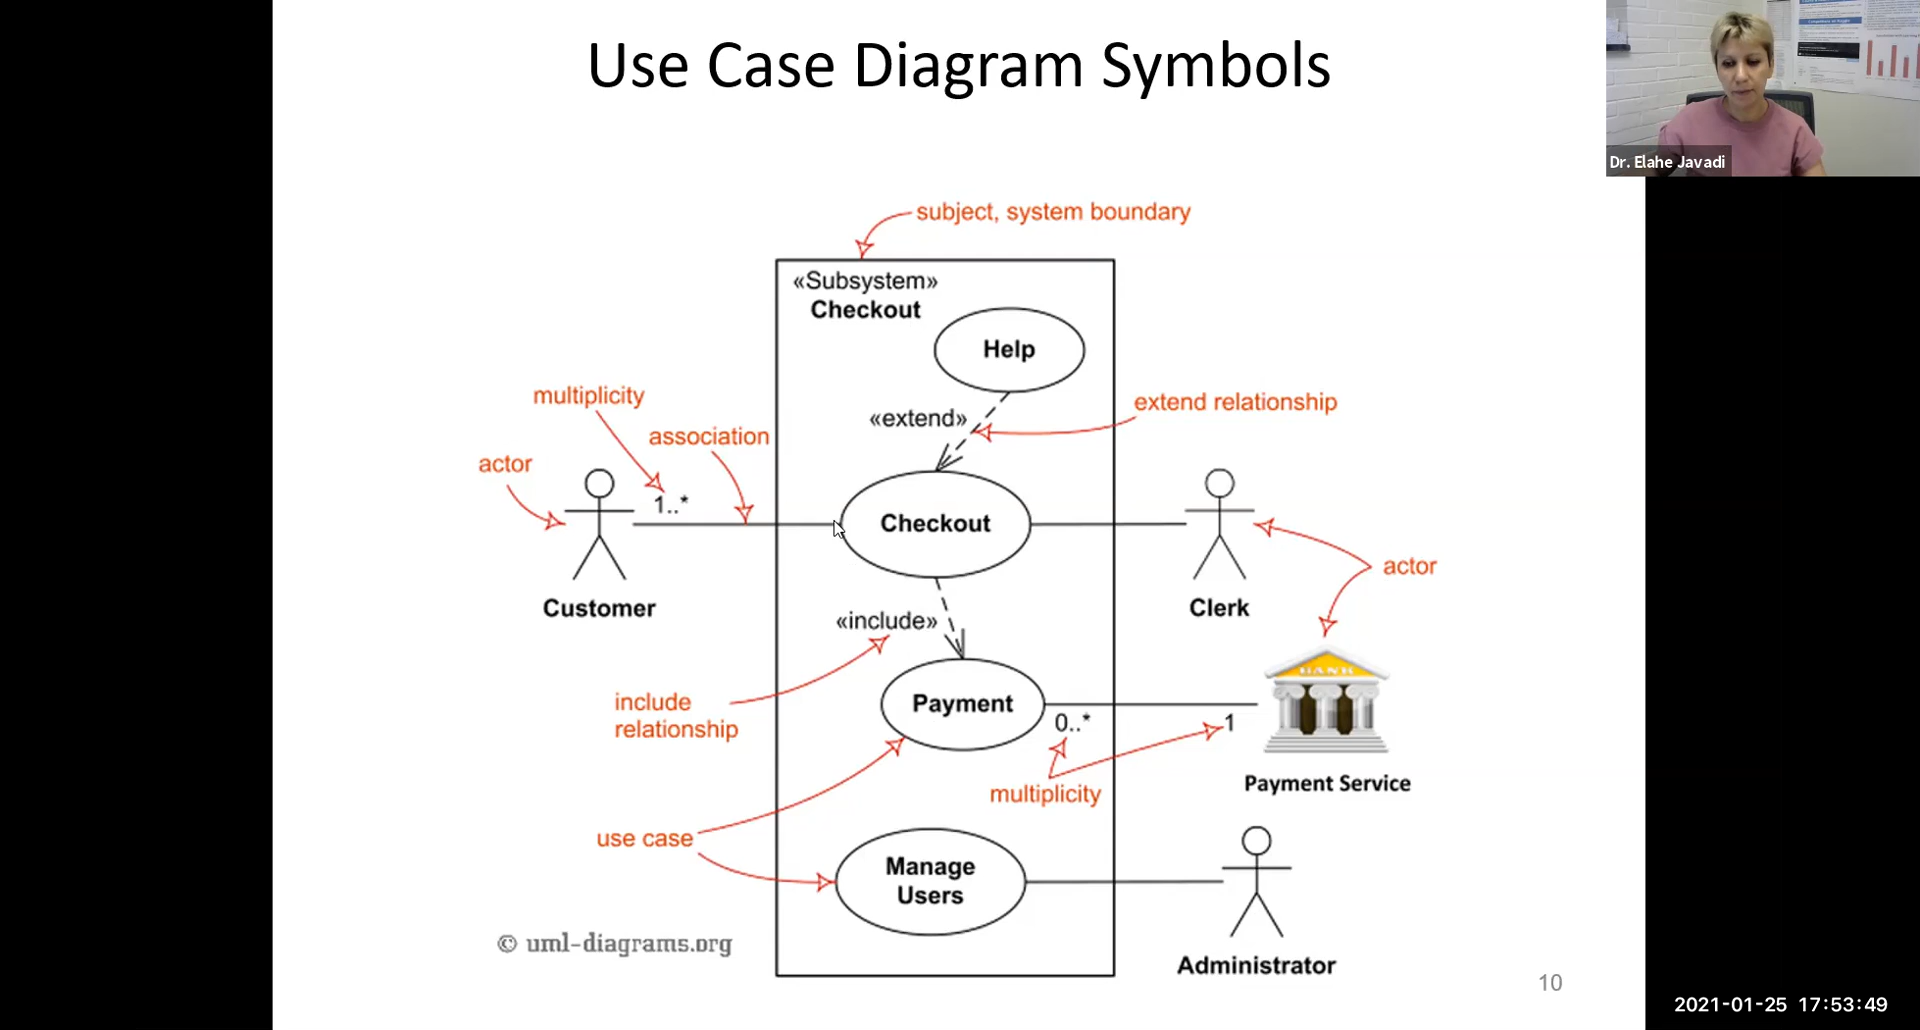 Use Case Diagram Symbols
Dr. Elahe Javadi
subject, system boundary
«Subsystem»
Checkout
Help
multiplicity
«extend»
extend relationship
association
actor
1..*
Checkout
actor
Customer
Clerk
«include»
BANK
include
relationship
Payment
0..*
1
Payment Service
multiplicity
use case
Manage
Users
© uml-diagrams.org
Administrator
10
2021-01-25 17:53:49